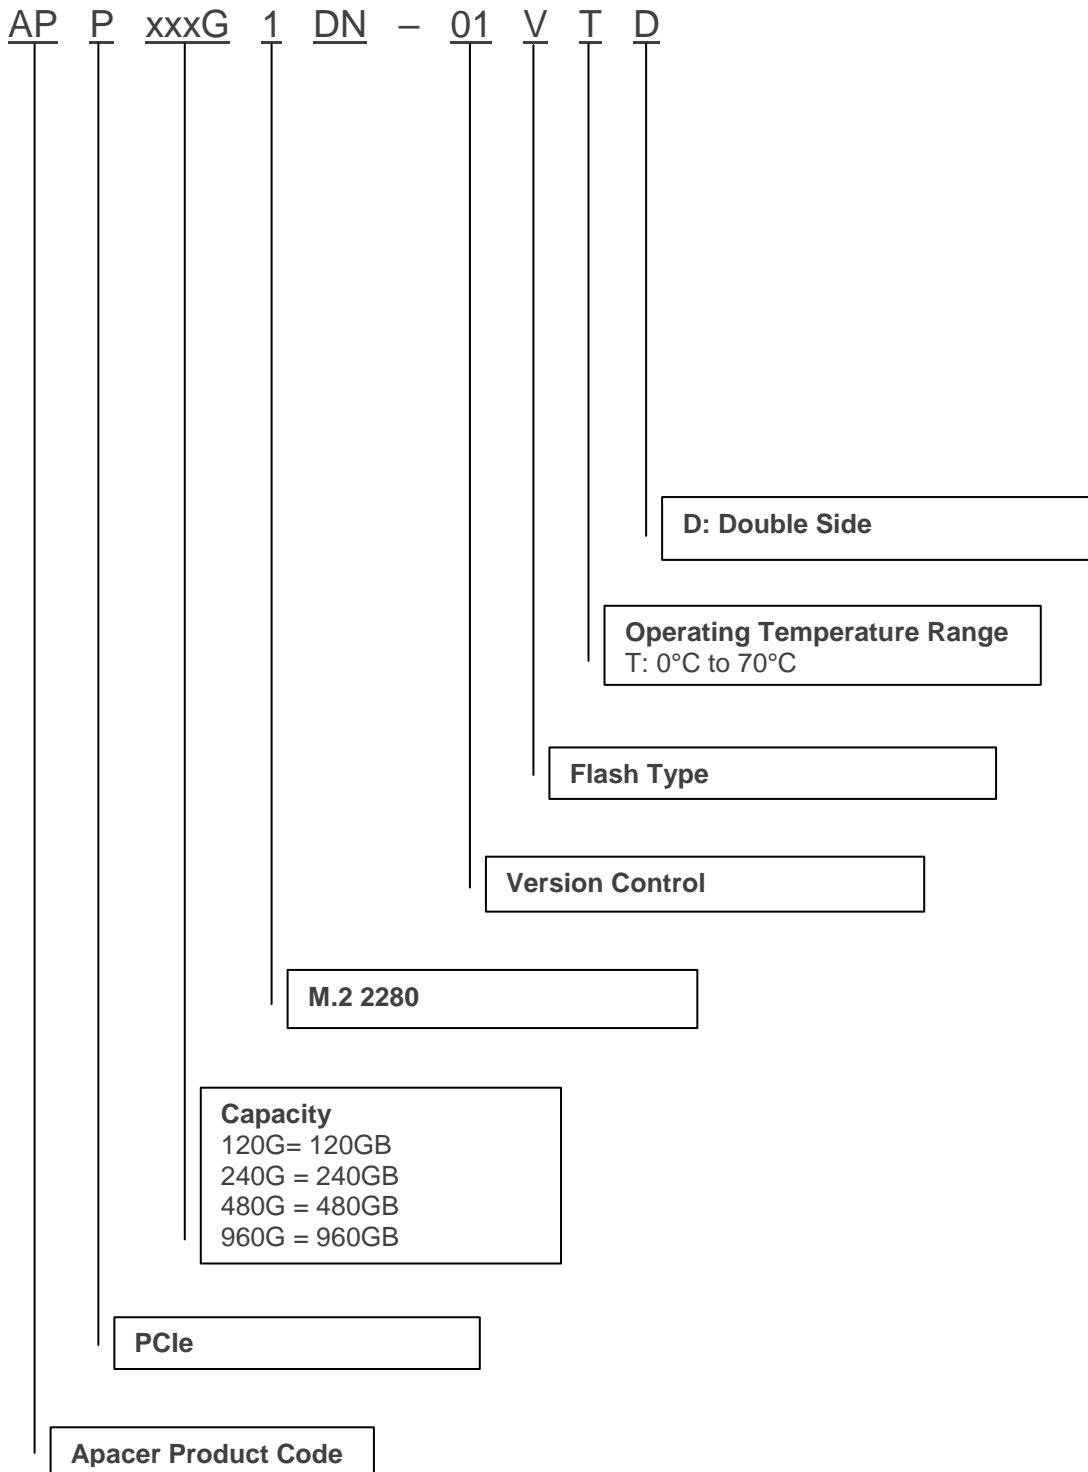 AP P xxxG 1 DN – 01 V T D
D: Double Side
Operating Temperature Range
T: 0°C to 70°C
Flash Type
Version Control
M.2 2280
Capacity
120G= 120GB
240G = 240GB
480G = 480GB
960G = 960GB
PCIe
Apacer Product Code